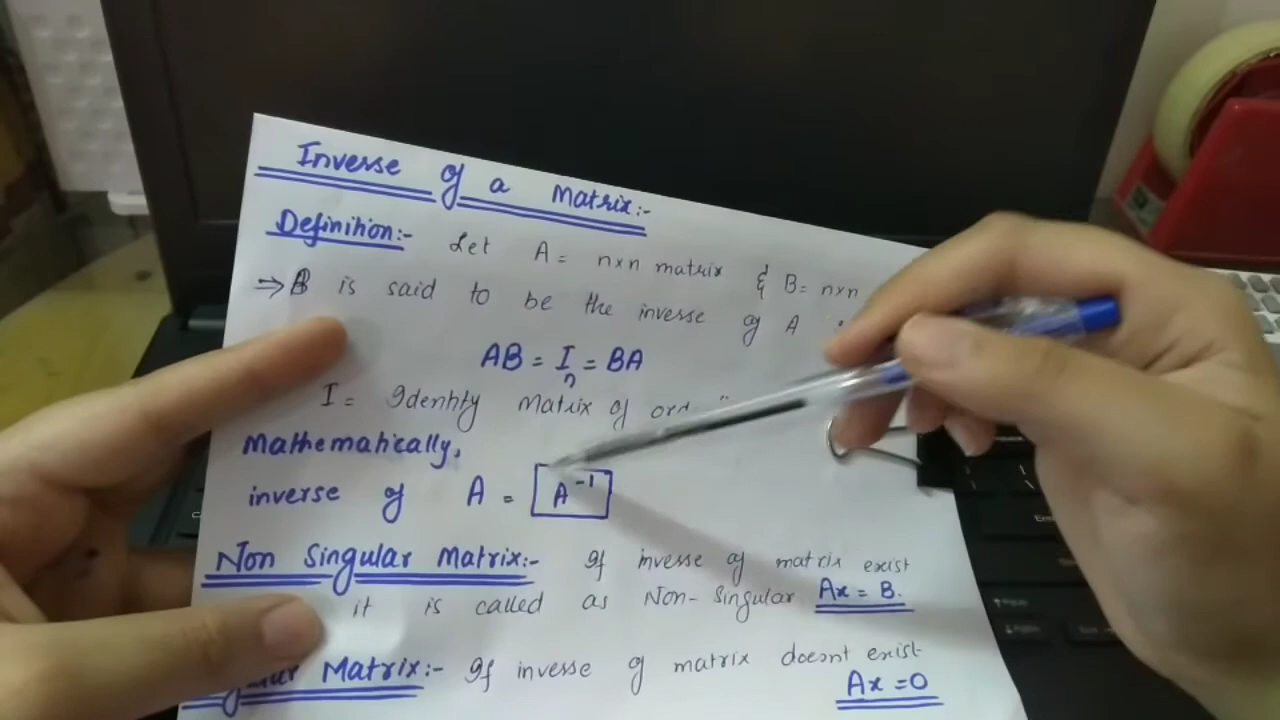 Inverse of a Matrix:-
Definition:- Let A = n×n matrix & B= n×n
⇒ B is said to be the inverse of A
AB = Iₙ = BA
I = Identity Matrix of
Mathematically,
inverse of A = A⁻¹
Non Singular Matrix:- If inverse of matrix exist
it is called as Non-Singular Ax = B.
Matrix:- If inverse of matrix doesnt exist
Ax = 0